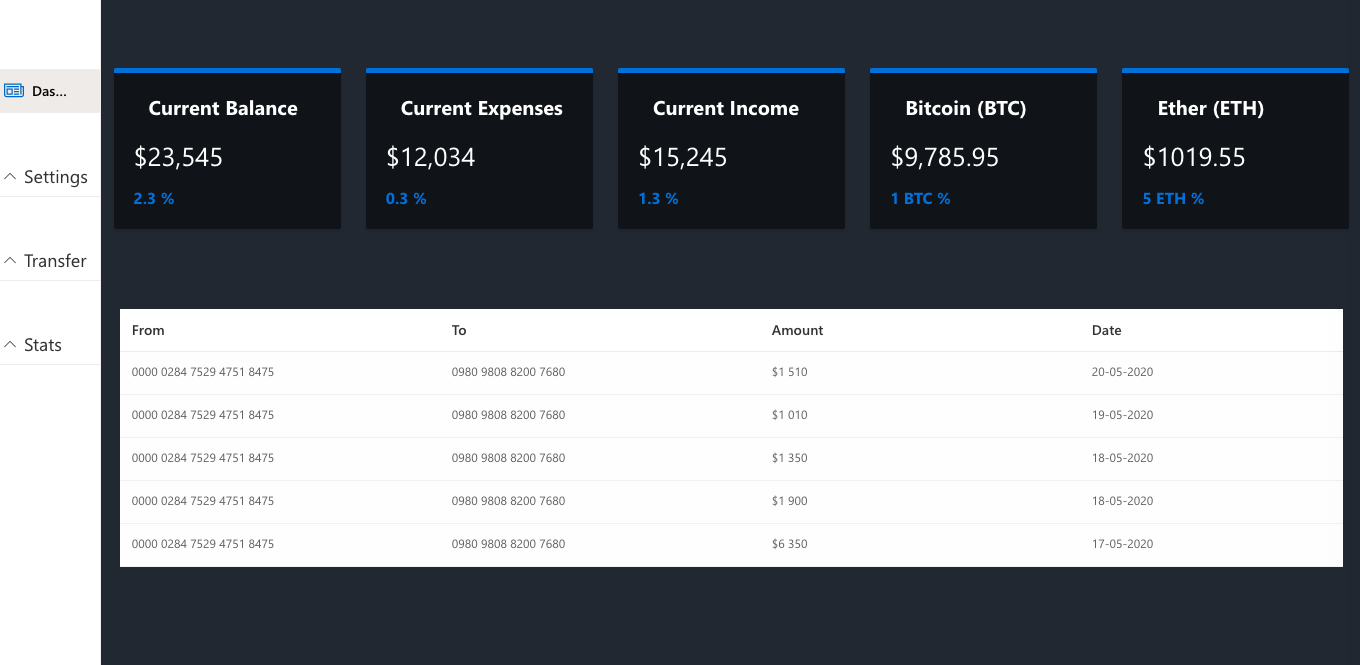 Das...
Settings
Transfer
Stats
Current Balance
$23,545
2.3 %
Current Expenses
$12,034
0.3 %
Current Income
$15,245
1.3 %
Bitcoin (BTC)
$9,785.95
1 BTC %
Ether (ETH)
$1019.55
5 ETH %
From To Amount Date
0000 0284 7529 4751 8475 0980 9808 8200 7680 $1 510 20-05-2020
0000 0284 7529 4751 8475 0980 9808 8200 7680 $1 010 19-05-2020
0000 0284 7529 4751 8475 0980 9808 8200 7680 $1 350 18-05-2020
0000 0284 7529 4751 8475 0980 9808 8200 7680 $1 900 18-05-2020
0000 0284 7529 4751 8475 0980 9808 8200 7680 $6 350 17-05-2020